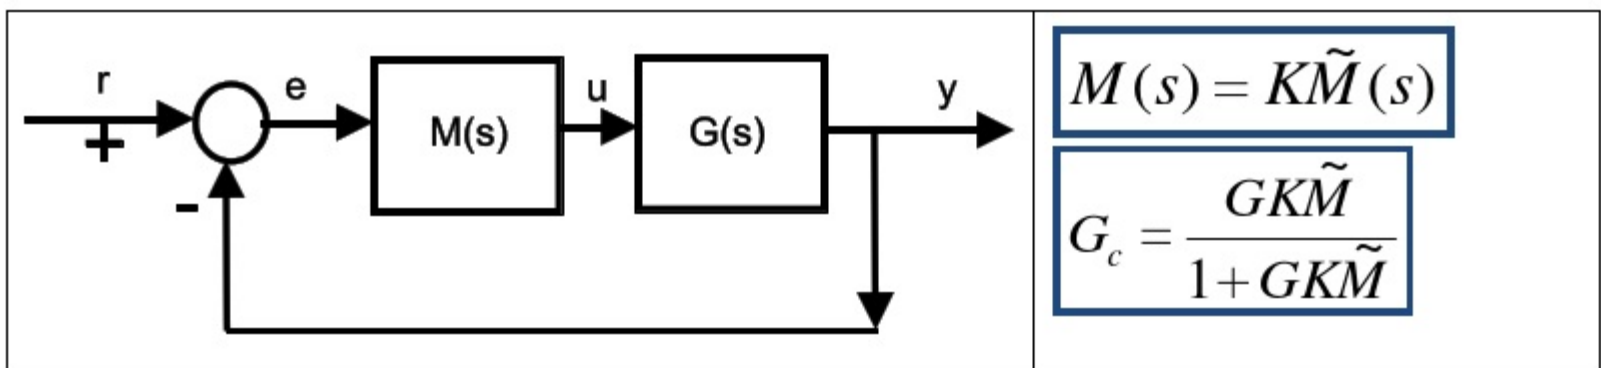 r
+
-
e
M(s)
u
G(s)
y
M(s) = KM̃(s)
G_c = GKM̃ / 1+GKM̃